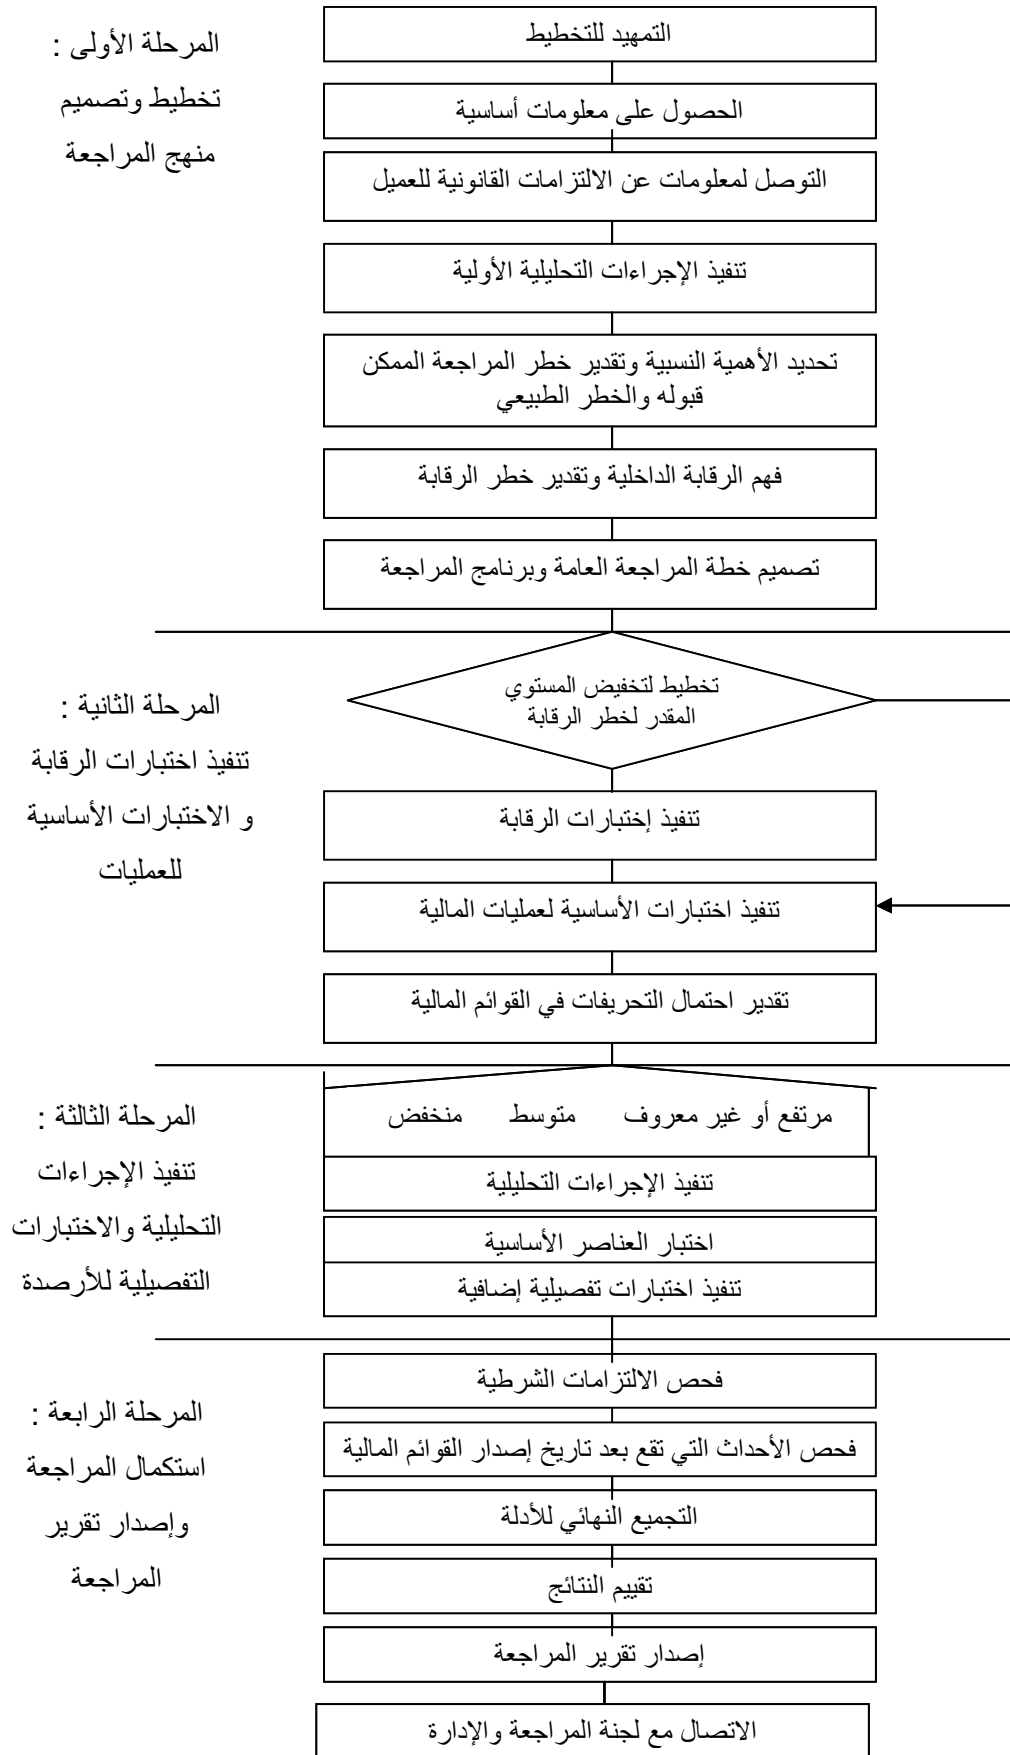 المرحلة الأولى :
تخطيط وتصميم
منهج المراجعة
التمهيد للتخطيط
الحصول على معلومات أساسية
التوصل لمعلومات عن الالتزامات القانونية للعميل
تنفيذ الإجراءات التحليلية الأولية
تحديد الأهمية النسبية وتقدير خطر المراجعة الممكن
قبوله والخطر الطبيعي
فهم الرقابة الداخلية وتقدير خطر الرقابة
تصميم خطة المراجعة العامة وبرنامج المراجعة
المرحلة الثانية :
تنفيذ اختبارات الرقابة
و الاختبارات الأساسية
للعمليات
تخطيط لتخفيض المستوي
المقدر لخطر الرقابة
تنفيذ إختبارات الرقابة
تنفيذ اختبارات الأساسية لعمليات المالية
تقدير احتمال التحريفات في القوائم المالية
المرحلة الثالثة :
تنفيذ الإجراءات
التحليلية والاختبارات
التفصيلية للأرصدة
مرتفع أو غير معروف متوسط منخفض
تنفيذ الإجراءات التحليلية
اختبار العناصر الأساسية
تنفيذ اختبارات تفصيلية إضافية
المرحلة الرابعة :
استكمال المراجعة
وإصدار تقرير
المراجعة
فحص الالتزامات الشرطية
فحص الأحداث التي تقع بعد تاريخ إصدار القوائم المالية
التجميع النهائي للأدلة
تقييم النتائج
إصدار تقرير المراجعة
الاتصال مع لجنة المراجعة والإدارة